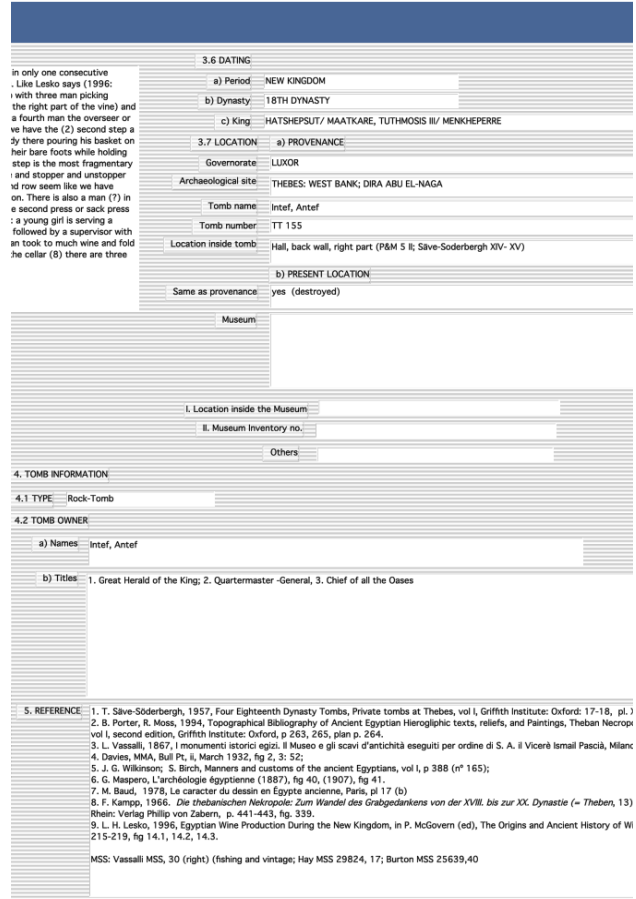 in only one consecutive
. Like Lesko says (1996:
with three man picking
the right part of the vine) and
a fourth man the overseer or
we have the (2) second step a
dy there pouring his basket on
heir bare foots while holding
step is the most fragmentary
and stopper and unstopper
nd row seem like we have
on. There is also a man (?) in
e second press or sack press
: a young girl is serving a
followed by a supervisor with
an took to much wine and fold
the cellar (8) there are three
3.6 DATING
a) Period NEW KINGDOM
b) Dynasty 18TH DYNASTY
c) King HATSHEPSUT/ MAATKARE, TUTHMOSIS III/ MENKHEPERRE
3.7 LOCATION a) PROVENANCE
Governorate LUXOR
Archaeological site THEBES: WEST BANK; DIRA ABU EL-NAGA
Tomb name Intef, Antef
Tomb number TT 155
Location inside tomb Hall, back wall, right part (P&M 5 II; Säve-Soderbergh XIV- XV)
b) PRESENT LOCATION
Same as provenance yes (destroyed)
Museum
I. Location inside the Museum
II. Museum Inventory no.
Others
4. TOMB INFORMATION
4.1 TYPE Rock-Tomb
4.2 TOMB OWNER
a) Names Intef, Antef
b) Titles 1. Great Herald of the King; 2. Quartermaster -General, 3. Chief of all the Oases
5. REFERENCE 1. T. Säve-Söderbergh, 1957, Four Eighteenth Dynasty Tombs, Private tombs at Thebes, vol I, Griffith Institute: Oxford: 17-18, pl.
2. B. Porter, R. Moss, 1994, Topographical Bibliography of Ancient Egyptian Hierogliphic texts, reliefs, and Paintings, Theban Necropo
vol I, second edition, Griffith Institute: Oxford, p 263, 265, plan p. 264.
3. L. Vassalli, 1867, I monumenti istorici egizi. Il Museo e gli scavi d'antichità eseguiti per ordine di S. A. il Vicerè Ismail Pascià, Milano
4. Davies, MMA, Bull Pt, ii, March 1932, fig 2, 3: 52;
5. J. G. Wilkinson; S. Birch, Manners and customs of the ancient Egyptians, vol I, p 388 (n° 165);
6. G. Maspero, L'archéologie égyptienne (1887), fig 40, (1907), fig 41.
7. M. Baud, 1978, Le caracter du dessin en Égypte ancienne, Paris, pl 17 (b)
8. F. Kampp, 1966. Die thebanischen Nekropole: Zum Wandel des Grabgedankens von der XVIII. bis zur XX. Dynastie (= Theben, 13)
Rhein: Verlag Phillip von Zabern, p. 441-443, fig. 339.
9. L. H. Lesko, 1996, Egyptian Wine Production During the New Kingdom, in P. McGovern (ed), The Origins and Ancient History of Wi
215-219, fig 14.1, 14.2, 14.3.
MSS: Vassalli MSS, 30 (right) (fishing and vintage; Hay MSS 29824, 17; Burton MSS 25639,40